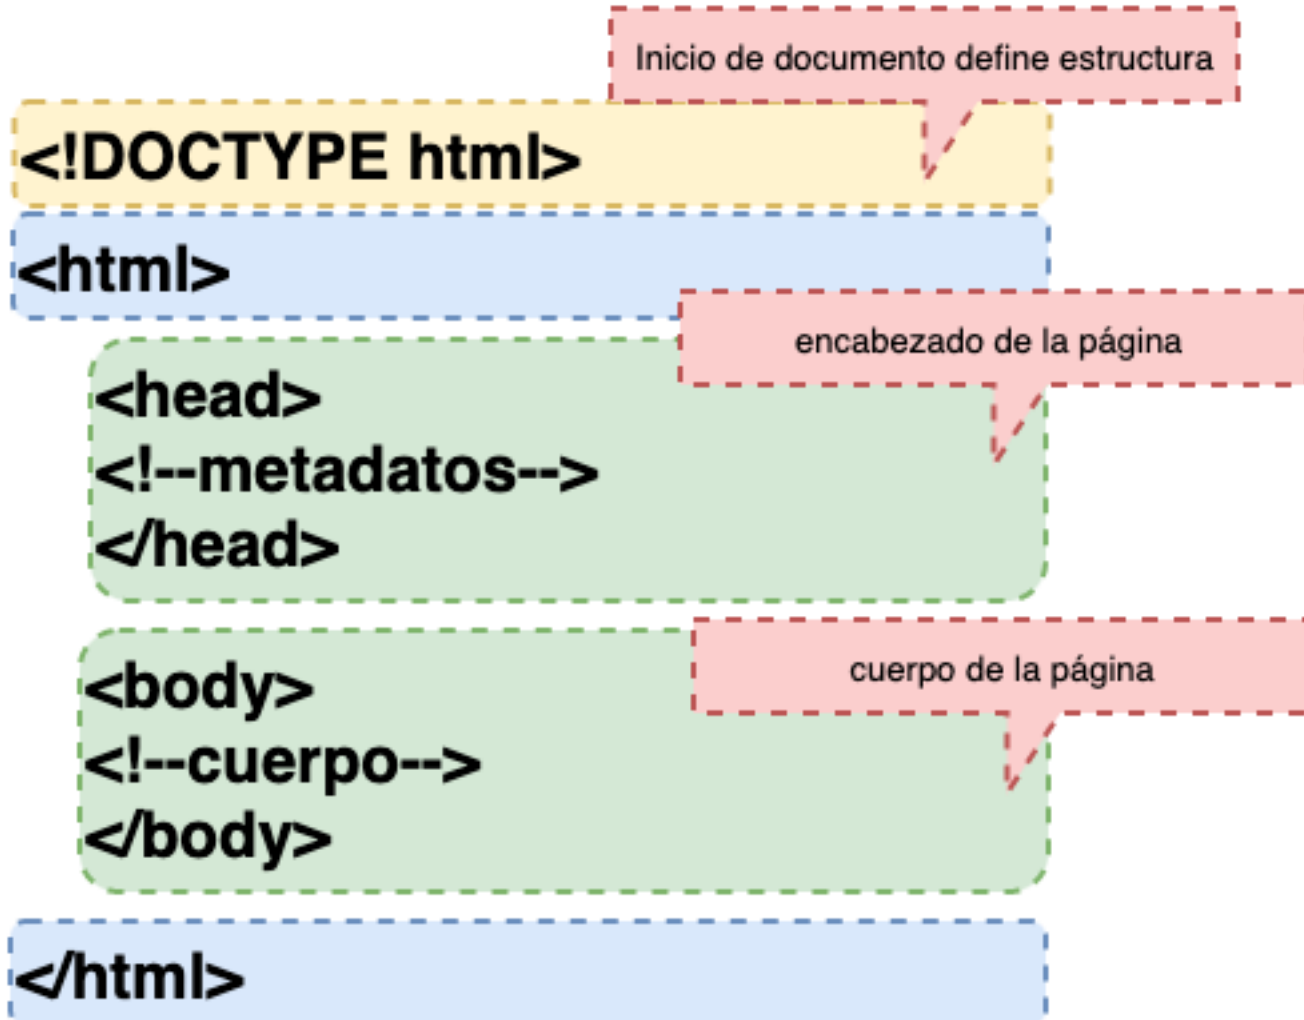 Inicio de documento define estructura
<!DOCTYPE html>
<html>
encabezado de la página
<head>
<!--metadatos-->
</head>
cuerpo de la página
<body>
<!--cuerpo-->
</body>
</html>